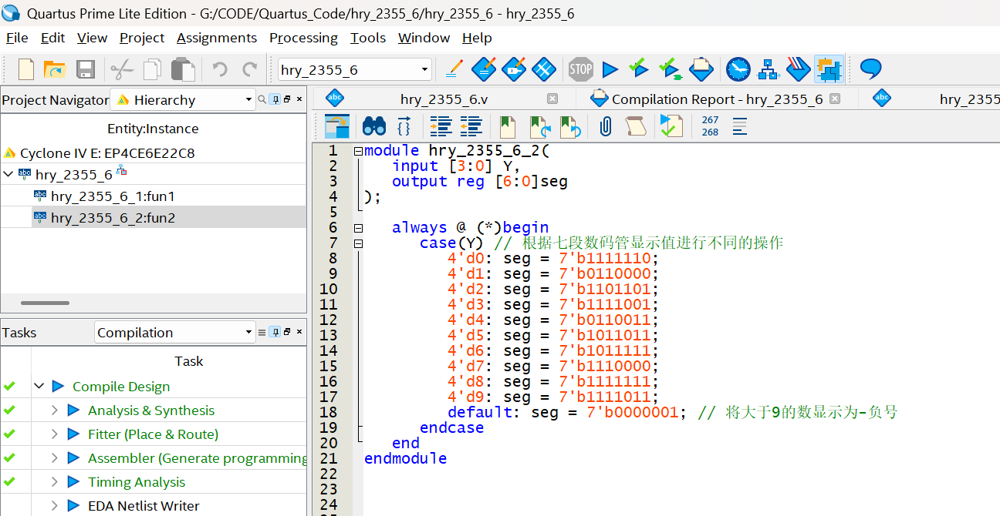 Quartus Prime Lite Edition - G:/CODE/Quartus_Code/hry_2355_6/hry_2355_6 - hry_2355_6
File Edit View Project Assignments Processing Tools Window Help
hry_2355_6
STOP
Project Navigator Hierarchy
abc hry_2355_6.v Compilation Report - hry_2355_6 abc hry_2355
Entity:Instance
267
268
Cyclone IV E: EP4CE6E22C8
abc hry_2355_6
abc hry_2355_6_1:fun1
abc hry_2355_6_2:fun2
Tasks Compilation
Task
Compile Design
Analysis & Synthesis
Fitter (Place & Route)
Assembler (Generate programming
Timing Analysis
EDA Netlist Writer
1 module hry_2355_6_2(
2 input [3:0] Y,
3 output reg [6:0]seg
4 );
5
6 always @ (*)begin
7 case(Y) // 根据七段数码管显示值进行不同的操作
8 4'd0: seg = 7'b1111110;
9 4'd1: seg = 7'b0110000;
10 4'd2: seg = 7'b1101101;
11 4'd3: seg = 7'b1111001;
12 4'd4: seg = 7'b0110011;
13 4'd5: seg = 7'b1011011;
14 4'd6: seg = 7'b1011111;
15 4'd7: seg = 7'b1110000;
16 4'd8: seg = 7'b1111111;
17 4'd9: seg = 7'b1111011;
18 default: seg = 7'b0000001; // 将大于9的数显示为-负号
19 endcase
20 end
21 endmodule
22
23
24